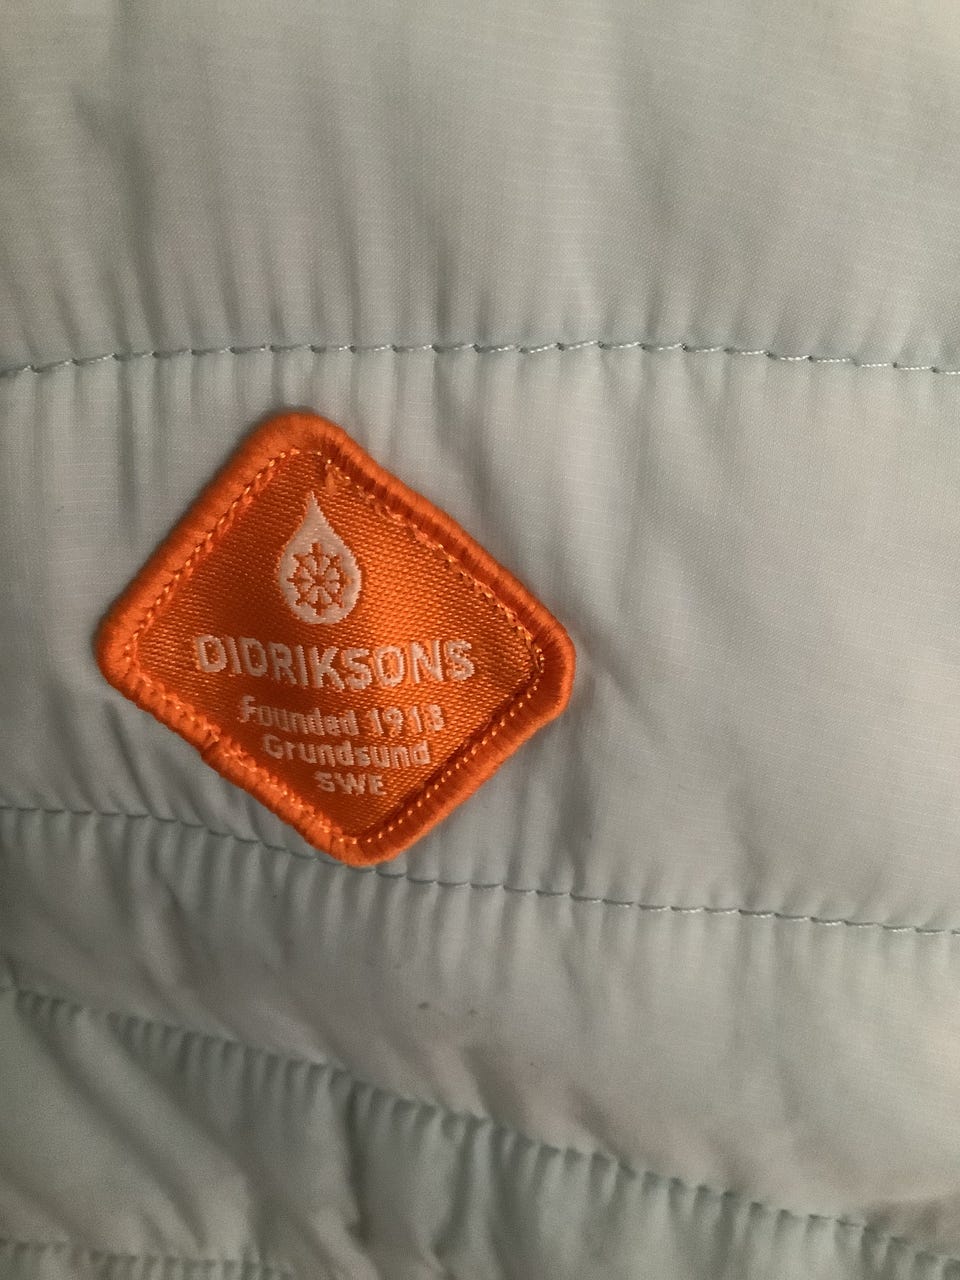 DIDRIKSONS
Founded 1913
Grundsund
SWE